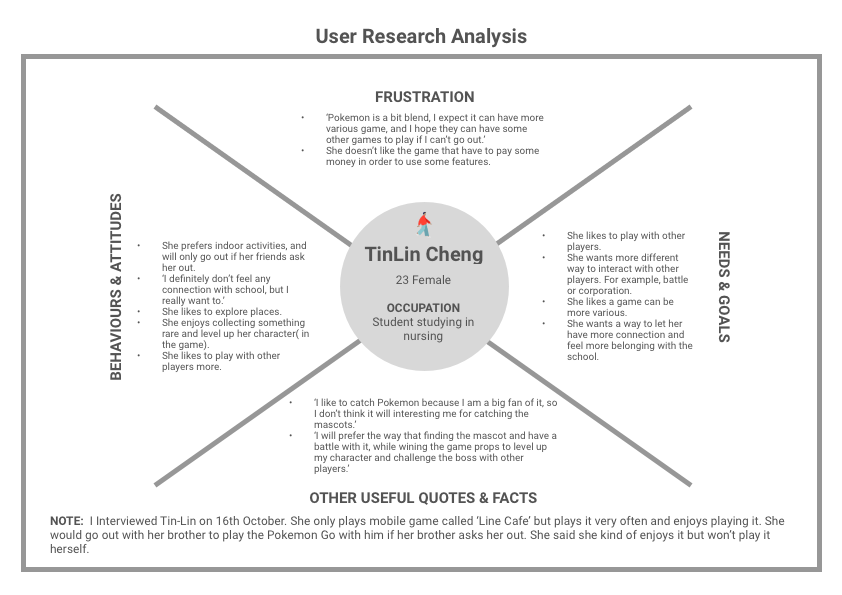 User Research Analysis
FRUSTRATION
• ‘Pokemon is a bit blend, I expect it can have more
various game, and I hope they can have some
other games to play if I can’t go out.’
• She doesn’t like the game that have to pay some
money in order to use some features.
BEHAVIOURS & ATTITUDES
• She prefers indoor activities, and
will only go out if her friends ask
her out.
• ‘I definitely don’t feel any
connection with school, but I
really want to.’
• She likes to explore places.
• She enjoys collecting something
rare and level up her character( in
the game).
• She likes to play with other
players more.
TinLin Cheng
23 Female
OCCUPATION
Student studying in
nursing
• She likes to play with other
players.
• She wants more different
way to interact with other
players. For example, battle
or corporation.
• She likes a game can be
more various.
• She wants a way to let her
have more connection and
feel more belonging with the
school.
NEEDS & GOALS
• ‘I like to catch Pokemon because I am a big fan of it, so
I don’t think it will interesting me for catching the
mascots.’
• ‘I will prefer the way that finding the mascot and have a
battle with it, while wining the game props to level up
my character and challenge the boss with other
players.’
OTHER USEFUL QUOTES & FACTS
NOTE: I Interviewed Tin-Lin on 16th October. She only plays mobile game called ‘Line Cafe’ but plays it very often and enjoys playing it. She
would go out with her brother to play the Pokemon Go with him if her brother asks her out. She said she kind of enjoys it but won’t play it
herself.